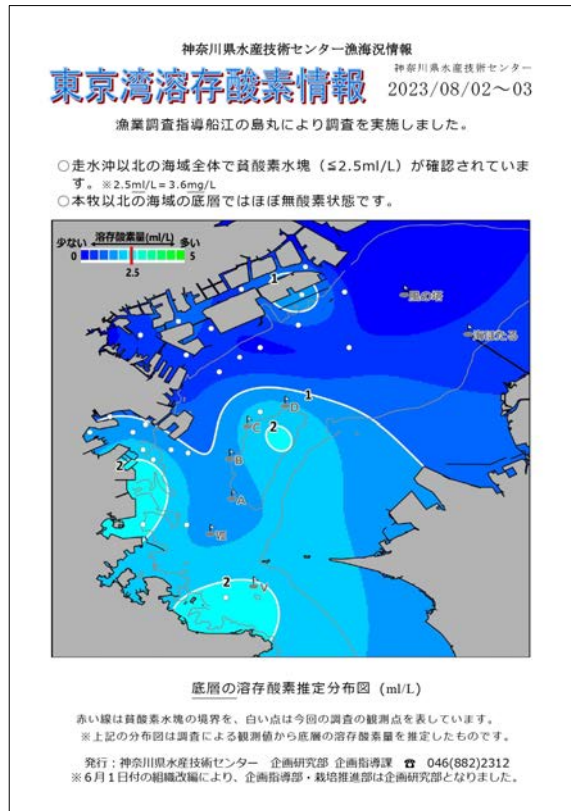 神奈川県水産技術センター漁海況情報
東京湾溶存酸素情報
神奈川県水産技術センター
2023/08/02～03
漁業調査指導船江の島丸により調査を実施しました。
○走水沖以北の海域全体で貧酸素水塊（≦2.5ml/L）が確認されていま
す。 ※2.5ml/L＝3.6mg/L
○本牧以北の海域の底層ではほぼ無酸素状態です。
溶存酸素量(ml/L)
少ない 多い
0 5
2.5
1
風の塔
海ほたる
1
D
C
2
B
2
A
2
V
底層の溶存酸素推定分布図 (ml/L)
赤い線は貧酸素水塊の境界を、白い点は今回の調査の観測点を表しています。
※上記の分布図は調査による観測値から底層の溶存酸素量を推定したものです。
発行：神奈川県水産技術センター 企画研究部 企画指導課 ☎ 046(882)2312
※６月１日付の組織改編により、企画指導部・栽培推進部は企画研究部となりました。